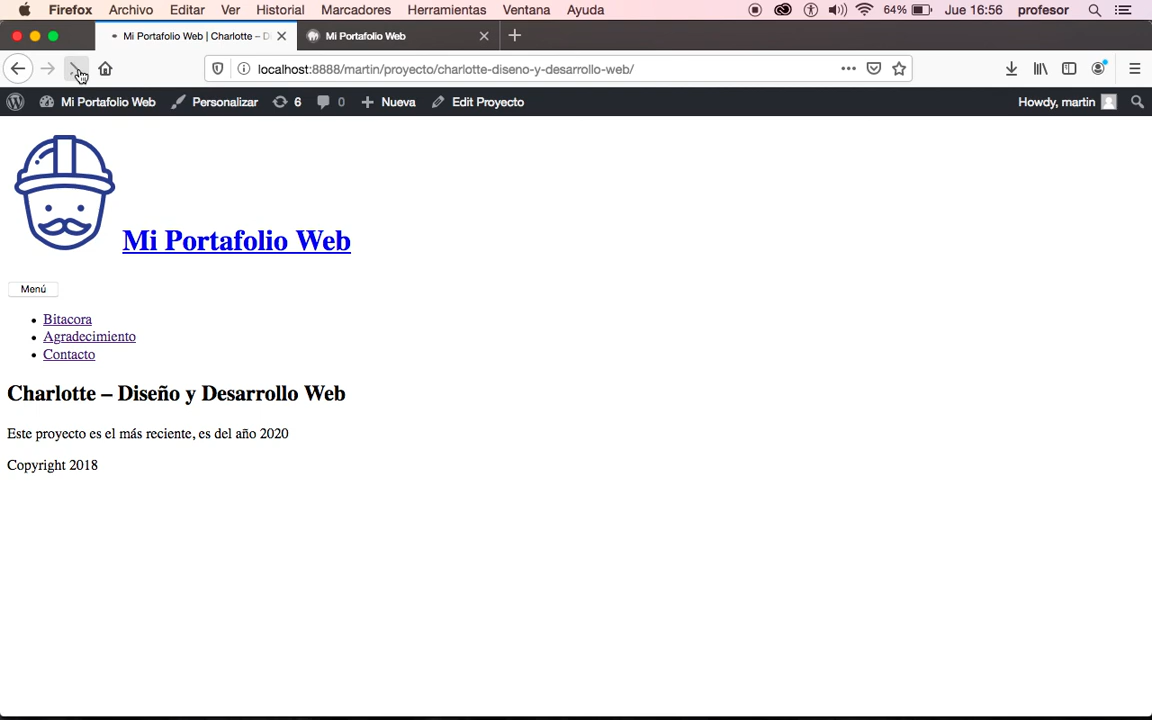 Firefox Archivo Editar Ver Historial Marcadores Herramientas Ventana Ayuda 64% Jue 16:56 profesor
Mi Portafolio Web | Charlotte – D Mi Portafolio Web
localhost:8888/martin/proyecto/charlotte-diseno-y-desarrollo-web/
Mi Portafolio Web Personalizar 6 0 Nueva Edit Proyecto Howdy, martin
Mi Portafolio Web
Menú
Bitacora
Agradecimiento
Contacto
Charlotte – Diseño y Desarrollo Web
Este proyecto es el más reciente, es del año 2020
Copyright 2018